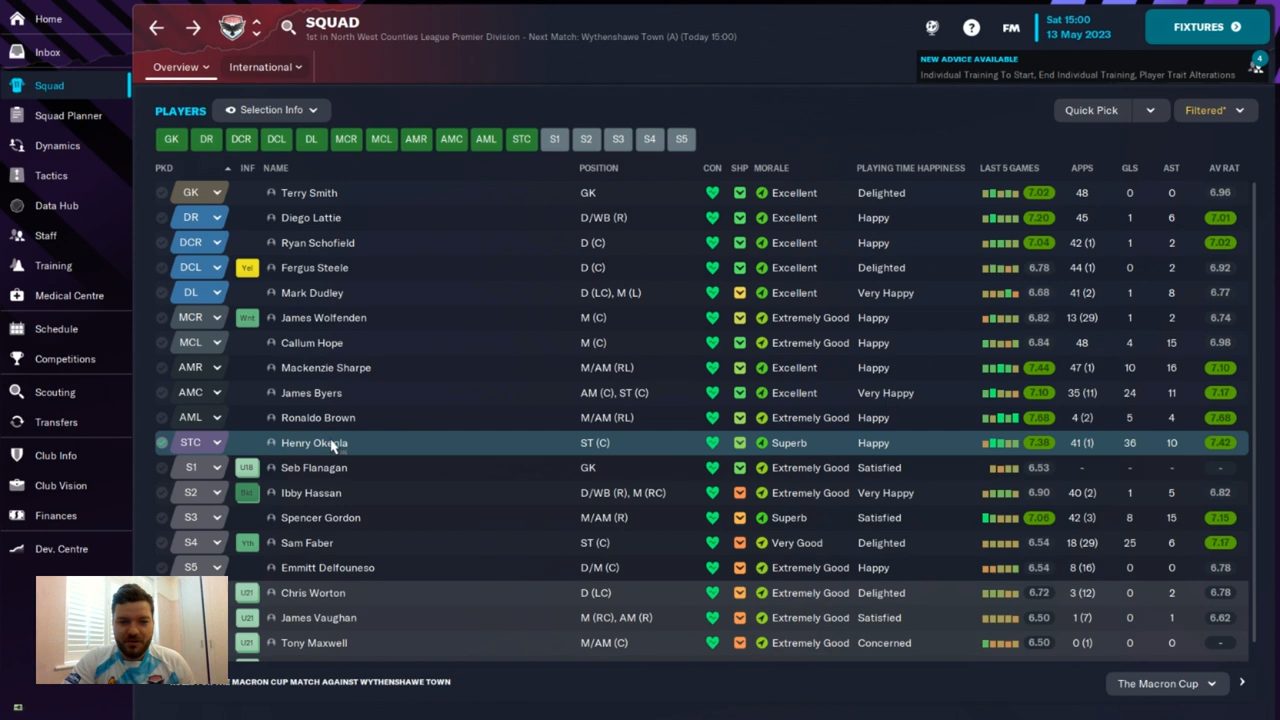 Home
Inbox
Squad
Squad Planner
Dynamics
Tactics
Data Hub
Staff
Training
Medical Centre
Schedule
Competitions
Scouting
Transfers
Club Info
Club Vision
Finances
Dev. Centre
SQUAD
1st in North West Counties League Premier Division - Next Match: Wythenshawe Town (A) (Today 15:00)
FM
Sat 15:00
13 May 2023
FIXTURES
Overview
International
NEW ADVICE AVAILABLE
Individual Training To Start, End Individual Training, Player Trait Alterations
4
PLAYERS
Selection Info
Quick Pick
Filtered*
GK DR DCR DCL DL MCR MCL AMR AMC AML STC S1 S2 S3 S4 S5
PKD INF NAME POSITION CON SHP MORALE PLAYING TIME HAPPINESS LAST 5 GAMES APPS GLS AST AV RAT
GK Terry Smith GK Excellent Delighted 7.02 48 0 0 6.96
DR Diego Lattie D/WB (R) Excellent Happy 7.20 45 1 6 7.01
DCR Ryan Schofield D (C) Excellent Happy 7.04 42 (1) 1 2 7.02
DCL Yel Fergus Steele D (C) Excellent Delighted 6.78 44 (1) 0 2 6.92
DL Mark Dudley D (LC), M (L) Excellent Very Happy 6.68 41 (2) 1 8 6.77
MCR Wnt James Wolfenden M (C) Extremely Good Happy 6.82 13 (29) 1 2 6.74
MCL Callum Hope M (C) Extremely Good Happy 6.84 48 4 15 6.98
AMR Mackenzie Sharpe M/AM (RL) Excellent Happy 7.44 47 (1) 10 16 7.10
AMC James Byers AM (C), ST (C) Excellent Very Happy 7.10 35 (11) 24 11 7.17
AML Ronaldo Brown M/AM (RL) Extremely Good Happy 7.68 4 (2) 5 4 7.68
STC Henry ST (C) Superb Happy 7.38 41 (1) 36 10 7.42
S1 U18 Seb Flanagan GK Extremely Good Satisfied 6.53 - - - -
S2 Ibby Hassan D/WB (R), M (RC) Extremely Good Very Happy 6.90 40 (2) 1 5 6.82
S3 Spencer Gordon M/AM (R) Superb Satisfied 7.06 42 (3) 8 15 7.15
S4 Yth Sam Faber ST (C) Very Good Delighted 6.54 18 (29) 25 6 7.17
S5 Emmitt Delfouneso D/M (C) Extremely Good Happy 6.54 8 (16) 0 0 6.78
U21 Chris Worton D (LC) Extremely Good Delighted 6.72 3 (12) 0 2 6.78
U21 James Vaughan M (RC), AM (R) Extremely Good Satisfied 6.50 1 (7) 0 1 6.62
U21 Tony Maxwell M/AM (C) Extremely Good Concerned 6.50 0 (1) 0 0 -
MACRON CUP MATCH AGAINST WYTHENSHAWE TOWN
The Macron Cup